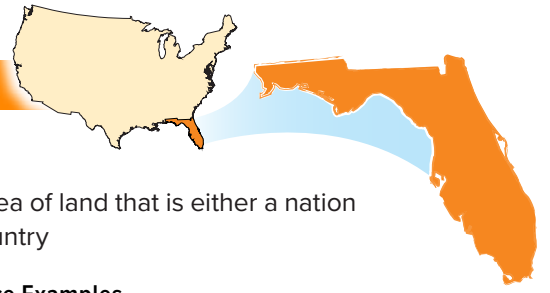 ea of land that is either a nation
untry
Examples